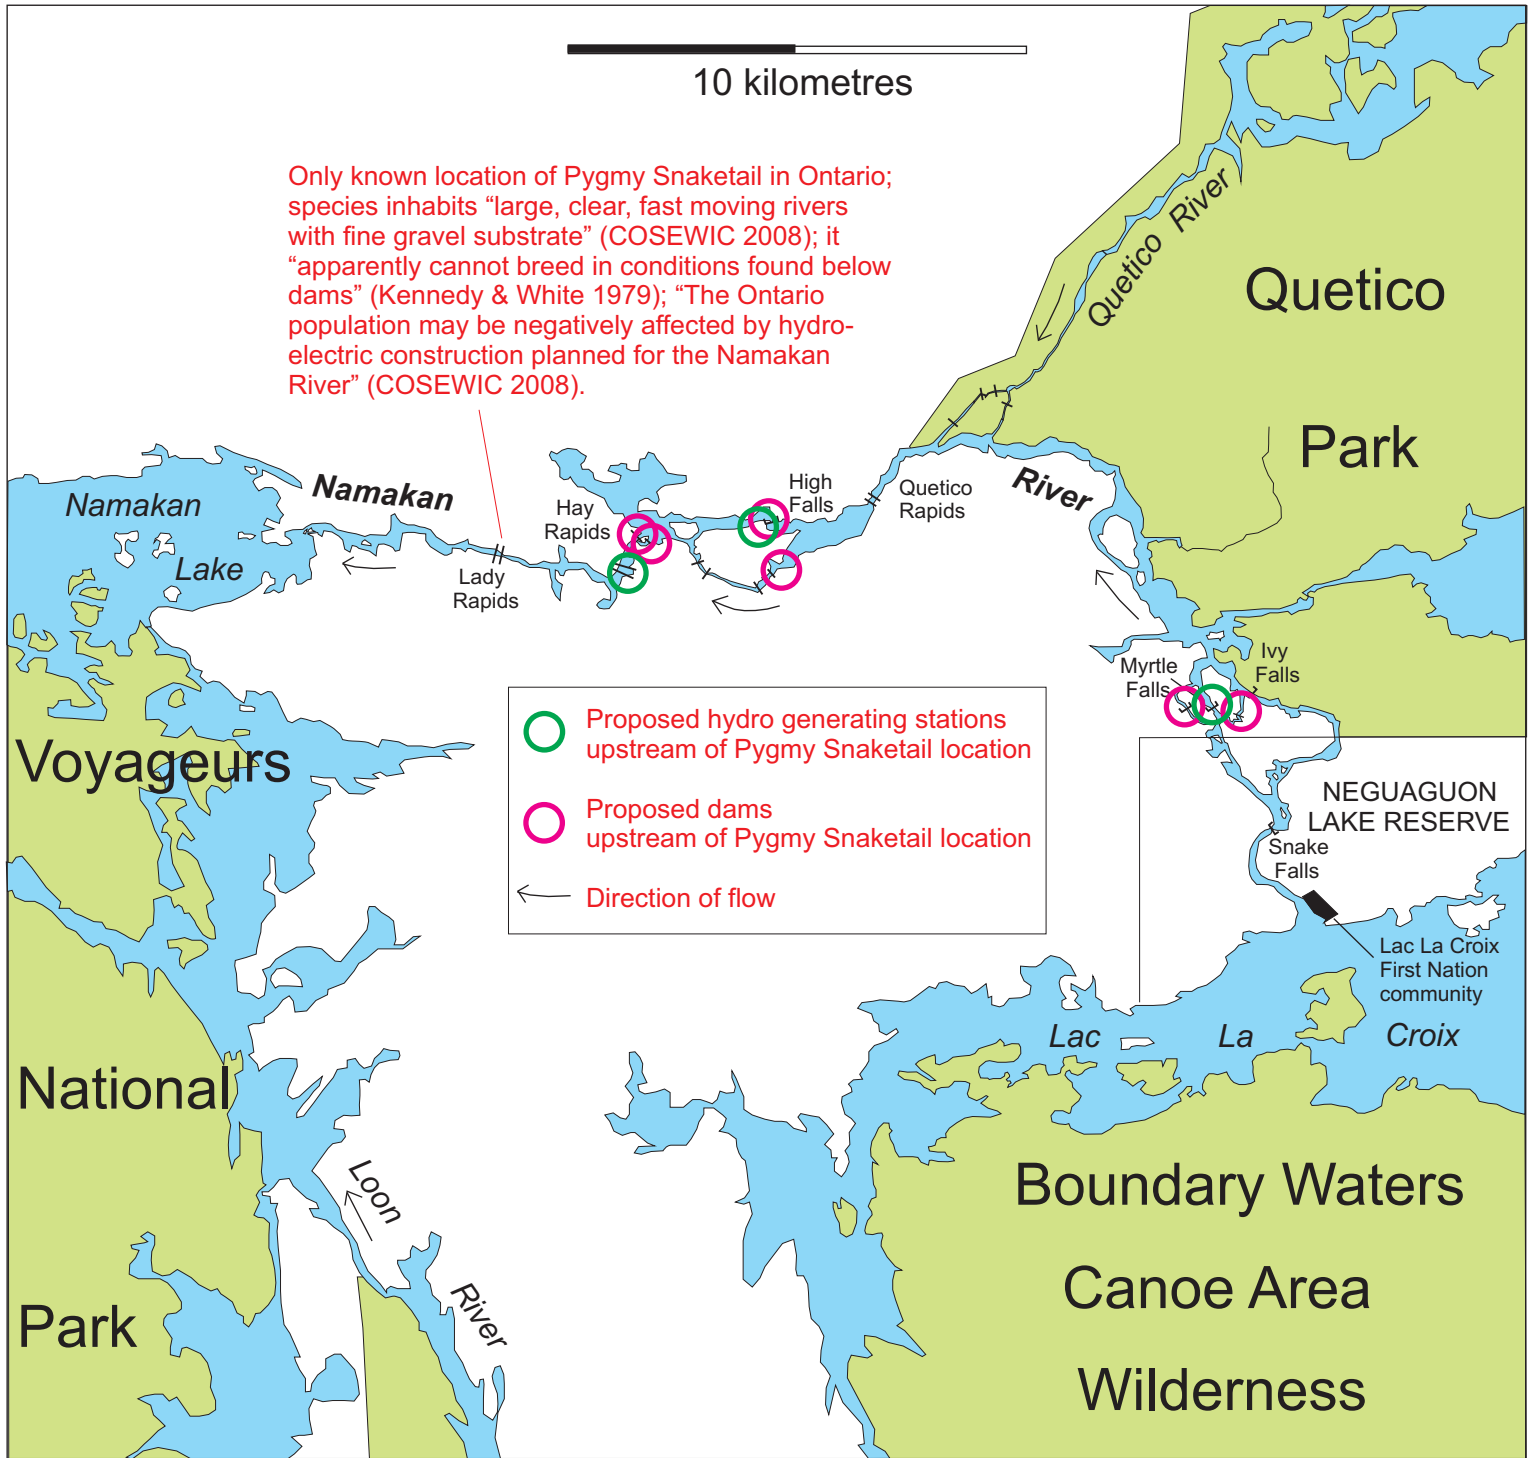 10 kilometres
Only known location of Pygmy Snaketail in Ontario;
species inhabits “large, clear, fast moving rivers
with fine gravel substrate” (COSEWIC 2008); it
“apparently cannot breed in conditions found below
dams” (Kennedy & White 1979); “The Ontario
population may be negatively affected by hydro-
electric construction planned for the Namakan
River” (COSEWIC 2008).
Quetico River
Quetico
Park
Namakan
Lake
Namakan
River
Hay
Rapids
High
Falls
Quetico
Rapids
Lady
Rapids
Myrtle
Falls
Ivy
Falls
Proposed hydro generating stations
upstream of Pygmy Snaketail location
Proposed dams
upstream of Pygmy Snaketail location
Direction of flow
NEGUAGUON
LAKE RESERVE
Snake
Falls
Lac La Croix
First Nation
community
Lac La Croix
Voyageurs
National
Park
Loon
River
Boundary Waters
Canoe Area
Wilderness